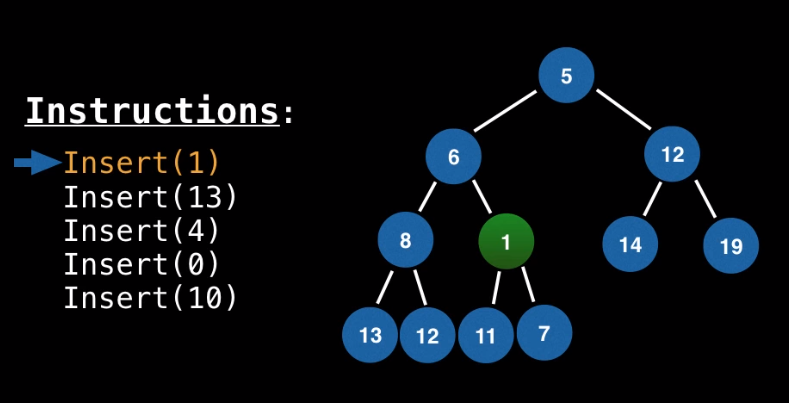 Instructions:
Insert(1)
Insert(13)
Insert(4)
Insert(0)
Insert(10)
5
6 12
8 1 14 19
13 12 11 7